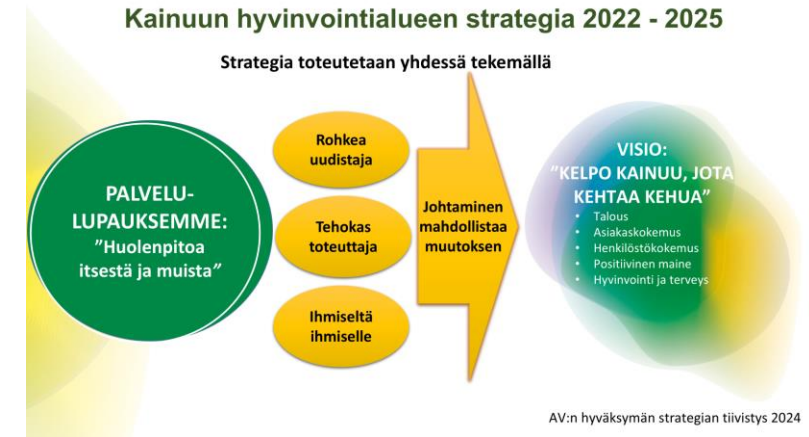 Kainuun hyvinvointialueen strategia 2022 - 2025
Strategia toteutetaan yhdessä tekemällä
PALVELU-
LUPAUKSEMME:
"Huolenpitoa
itsestä ja muista"
Rohkea
uudistaja
Tehokas
toteuttaja
Ihmiseltä
ihmiselle
Johtaminen
mahdollistaa
muutoksen
VISIO:
"KELPO KAINUU, JOTA
KEHTAA KEHUA"
• Talous
• Asiakaskokemus
• Henkilöstökokemus
• Positiivinen maine
• Hyvinvointi ja terveys
AV:n hyväksymän strategian tiivistys 2024